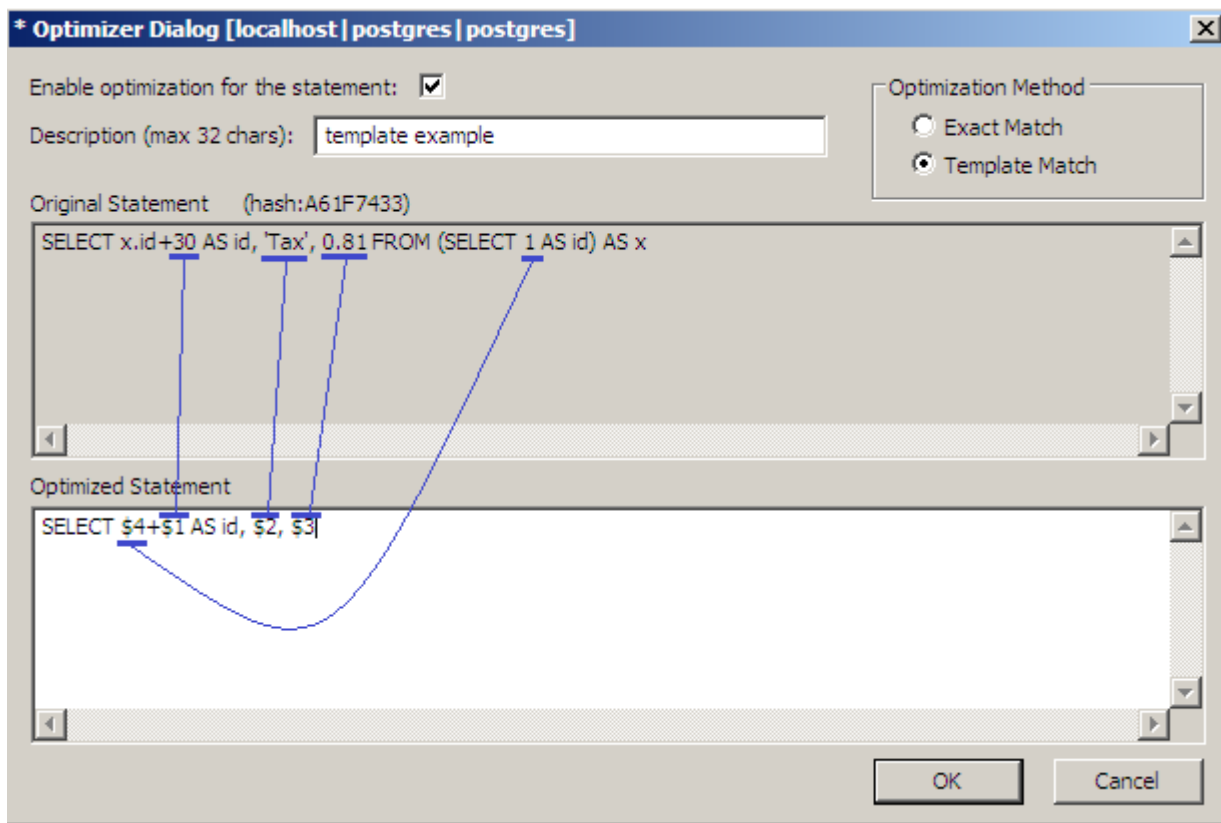 * Optimizer Dialog [localhost|postgres|postgres]
Enable optimization for the statement:
Optimization Method
Description (max 32 chars): template example
Exact Match
Template Match
Original Statement (hash:A61F7433)
SELECT x.id+30 AS id, 'Tax', 0.81 FROM (SELECT 1 AS id) AS x
Optimized Statement
SELECT $4+$1 AS id, $2, $3
OK Cancel